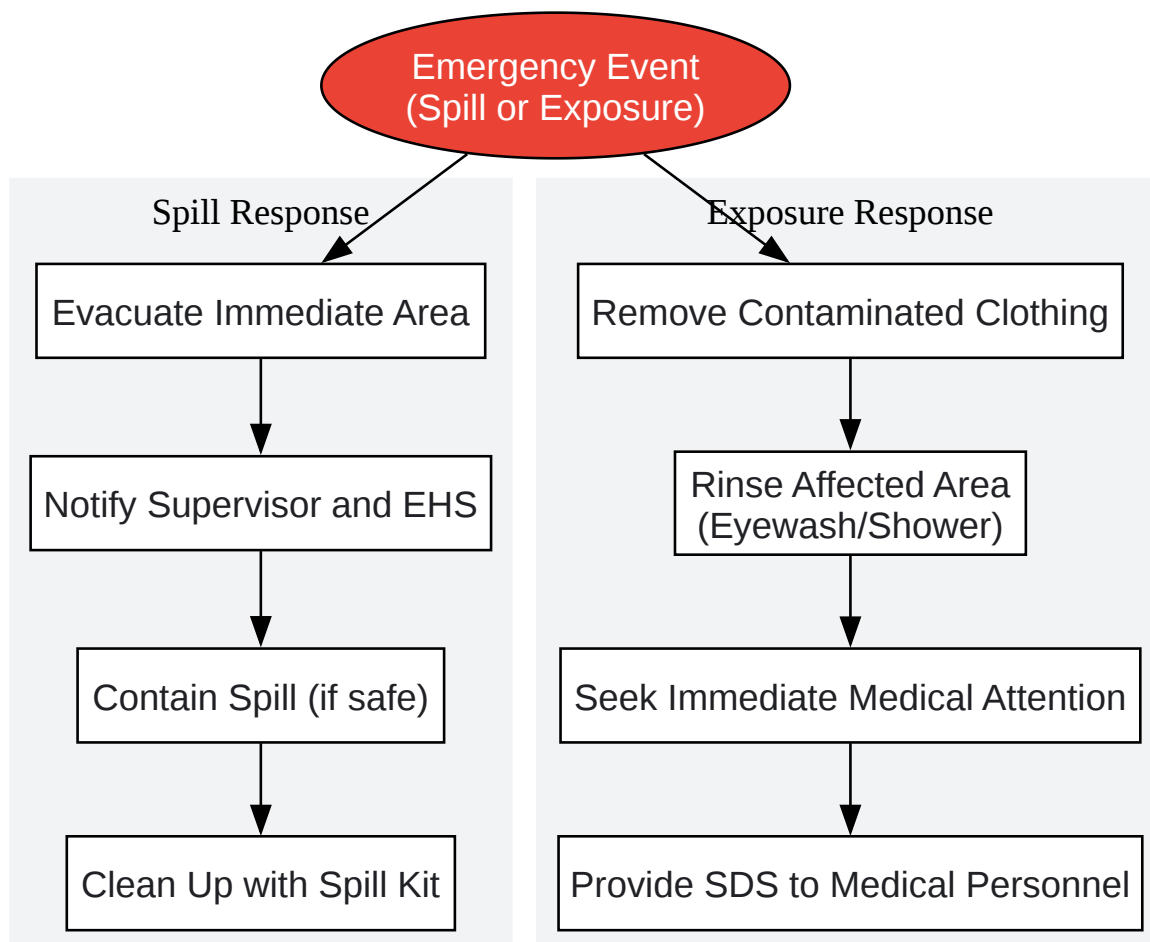 Emergency Event
(Spill or Exposure)
Spill Response
Evacuate Immediate Area
Notify Supervisor and EHS
Contain Spill (if safe)
Clean Up with Spill Kit
Exposure Response
Remove Contaminated Clothing
Rinse Affected Area
(Eyewash/Shower)
Seek Immediate Medical Attention
Provide SDS to Medical Personnel